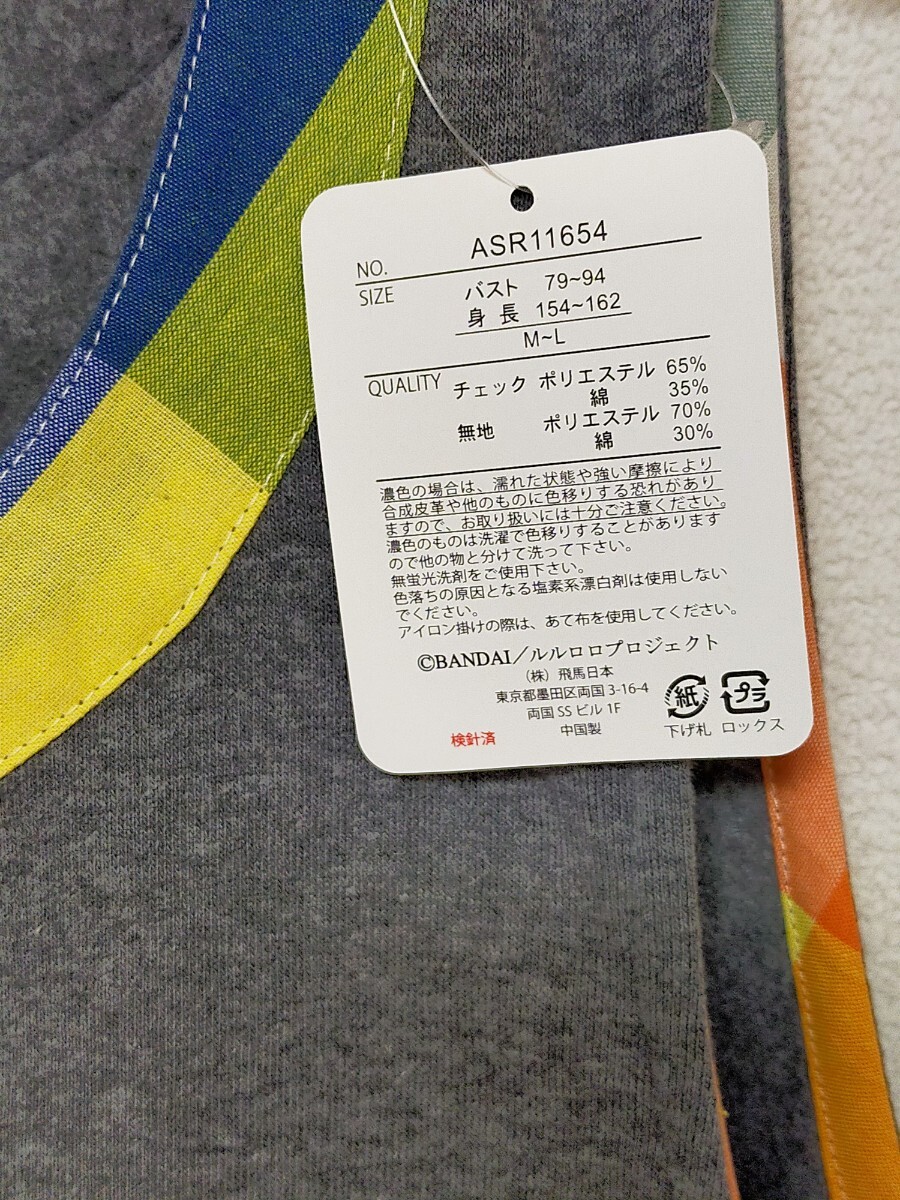 NO. ASR11654
SIZE バスト 79~94
身長 154~162
M~L
QUALITY チェック ポリエステル 65%
綿 35%
無地 ポリエステル 70%
綿 30%
濃色の場合は、濡れた状態や強い摩擦により
合成皮革や他のものに色移りする恐れがあり
ますので、お取り扱いには十分ご注意ください。
濃色のものは洗濯で色移りすることがあります
ので他の物と分けて洗って下さい。
無蛍光洗剤をご使用下さい。
色落ちの原因となる塩素系漂白剤は使用しない
でください。
アイロン掛けの際は、あて布を使用してください。
©BANDAI/ルルロロプロジェクト
(株) 飛馬日本
東京都墨田区両国 3-16-4
両国 SS ビル 1F
中国製
検針済
紙 プラ
下げ札 ロックス